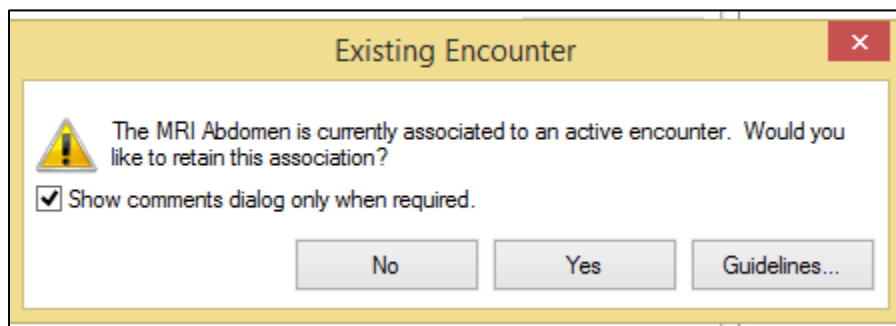 Existing Encounter
The MRI Abdomen is currently associated to an active encounter.  Would you
like to retain this association?
Show comments dialog only when required.
No
Yes
Guidelines...